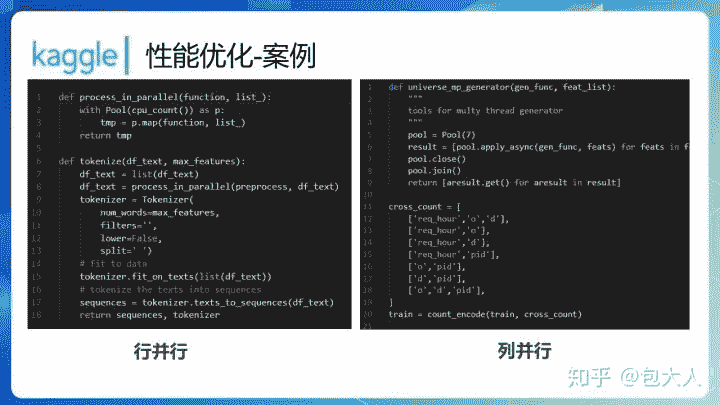 kaggle 性能优化-案例
1 def process_in_parallel(function, list_):
2 with Pool(cpu_count()) as p:
3 tmp = p.map(function, list_)
4 return tmp
5
6 def tokenize(df_text, max_features):
7 df_text = list(df_text)
8 df_text = process_in_parallel(preprocess, df_text)
9 tokenizer = Tokenizer(
10 num_words=max_features,
11 filters='',
12 lower=False,
13 split=' ')
14 # fit to data
15 tokenizer.fit_on_texts(list(df_text))
16 # tokenize the texts into sequences
17 sequences = tokenizer.texts_to_sequences(df_text)
18 return sequences, tokenizer
行并行
1 def universe_mp_generator(gen_func, feat_list):
2 """
3 tools for multy thread generator
4 """
5 pool = Pool(7)
6 result = [pool.apply_async(gen_func, feats) for feats in f
7 pool.close()
8 pool.join()
9 return [aresult.get() for aresult in result]
10
11 cross_count = [
12 ['req_hour','o','d'],
13 ['req_hour','o'],
14 ['req_hour','d'],
15 ['req_hour','pid'],
16 ['o','pid'],
17 ['d','pid'],
18 ['o','d','pid'],
19 ]
20 train = count_encode(train, cross_count)
21
列并行
知乎 @包大人